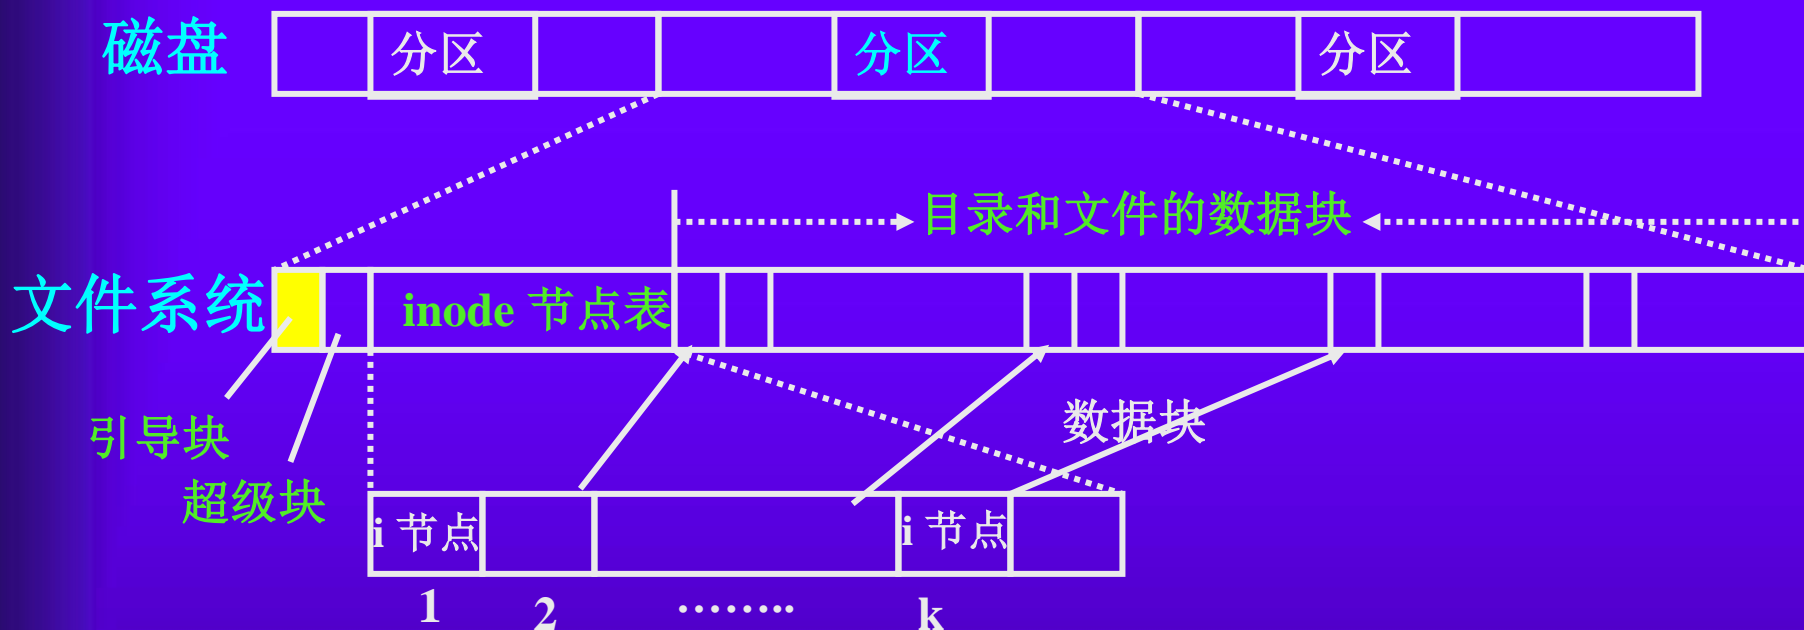 磁盘
分区
分区
分区
目录和文件的数据块
文件系统
inode 节点表
引导块
数据块
超级块
i 节点
i 节点
1
2
........
k